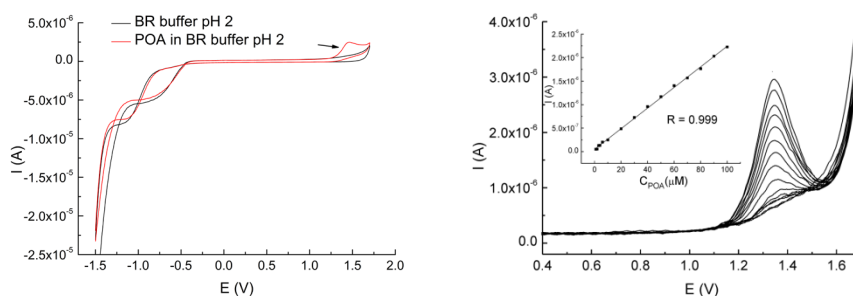 BR buffer pH 2
POA in BR buffer pH 2
I (A)
5.0x10⁻⁶
0.0
-5.0x10⁻⁶
-1.0x10⁻⁵
-1.5x10⁻⁵
-2.0x10⁻⁵
-2.5x10⁻⁵
-1.5 -1.0 -0.5 0.0 0.5 1.0 1.5 2.0
E (V)
I (A)
4.0x10⁻⁶
3.0x10⁻⁶
2.0x10⁻⁶
1.0x10⁻⁶
0.0
0.4 0.6 0.8 1.0 1.2 1.4 1.6
E (V)
I (A)
2.5x10⁻⁶
2.0x10⁻⁶
1.5x10⁻⁶
1.0x10⁻⁶
5.0x10⁻⁷
0.0
R = 0.999
0 20 40 60 80 100
C_POA(μM)